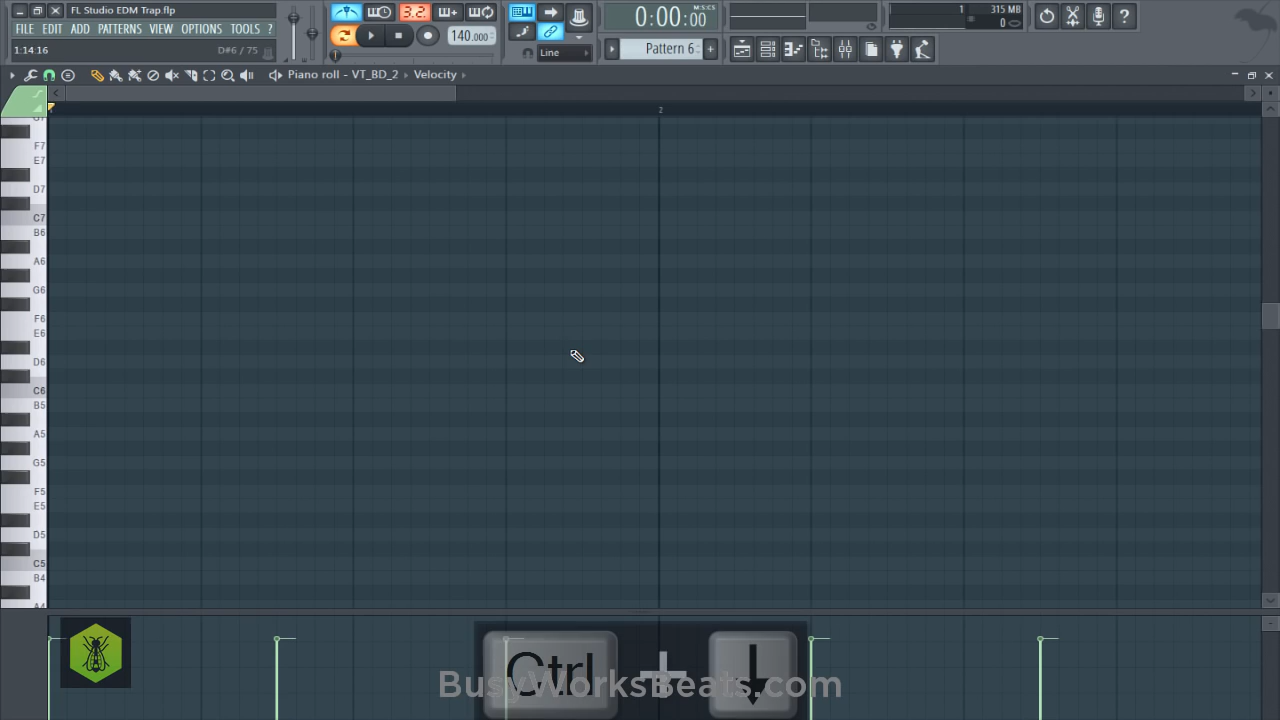 FL Studio EDM Trap.flp
FILE EDIT ADD PATTERNS VIEW OPTIONS TOOLS ?
1:14:16 D#6 / 75
3.2.
140.000
Line
0:00:00 M:S:CS
Pattern 6
1 315 MB
0
Piano roll - VT_BD_2 Velocity
2
F7
E7
D7
C7
B6
A6
G6
F6
E6
D6
C6
B5
A5
G5
F5
E5
D5
C5
B4
Ctrl + ↓
BusyWorksBeats.com